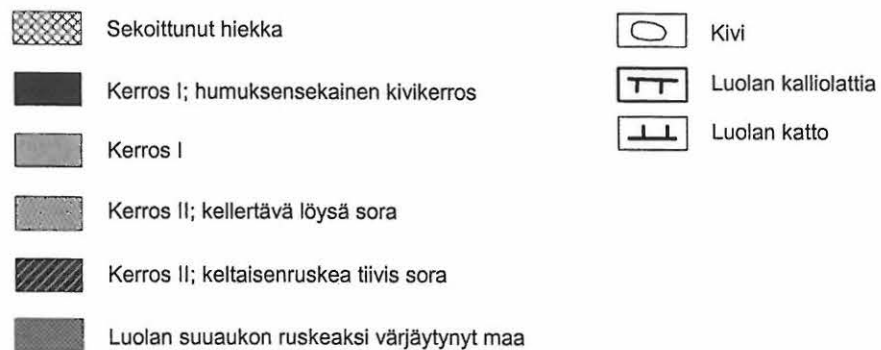 Sekoittunut hiekka
Kerros I; humuksensekainen kivikerros
Kerros I
Kerros II; kellertävä löysä sora
Kerros II; keltaisenruskea tiivis sora
Luolan suuaukon ruskeaksi värjäytynyt maa
Kivi
Luolan kalliolattia
Luolan katto